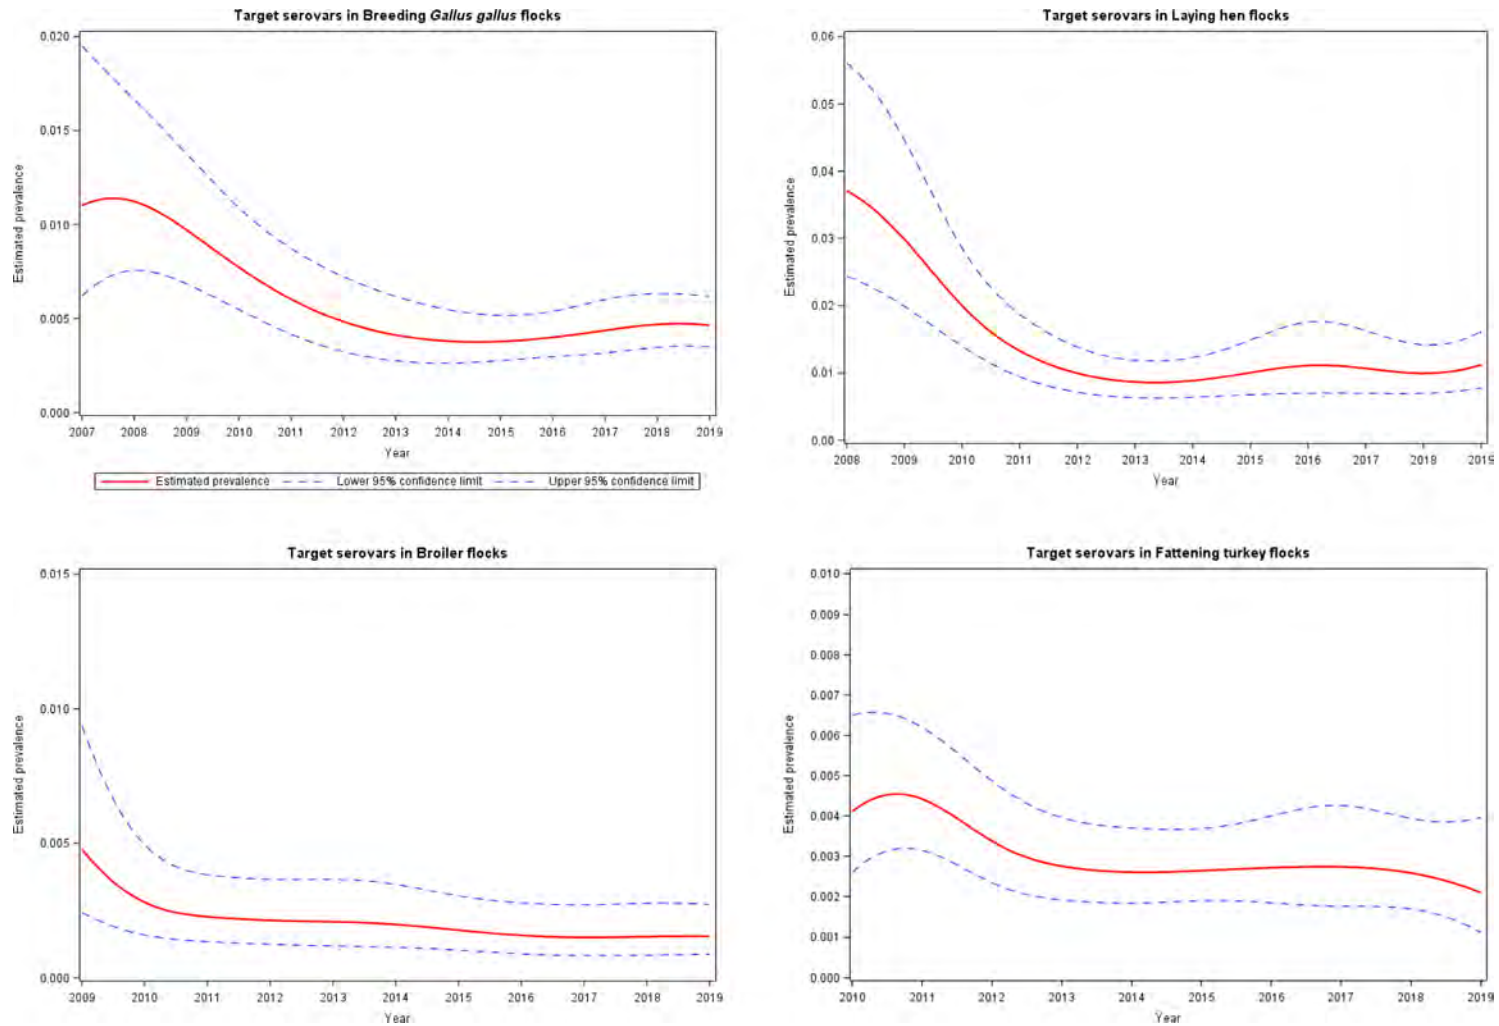 Target serovars in Breeding Gallus gallus flocks
0.020
0.015
0.010
0.005
0.000
Estimated prevalence
2007 2008 2009 2010 2011 2012 2013 2014 2015 2016 2017 2018 2019
Year
Estimated prevalence Lower 95% confidence limit Upper 95% confidence limit
Target serovars in Laying hen flocks
0.06
0.05
0.04
0.03
0.02
0.01
0.00
Estimated prevalence
2008 2009 2010 2011 2012 2013 2014 2015 2016 2017 2018 2019
Year
Target serovars in Broiler flocks
0.015
0.010
0.005
0.000
Estimated prevalence
2009 2010 2011 2012 2013 2014 2015 2016 2017 2018 2019
Year
Target serovars in Fattening turkey flocks
0.010
0.009
0.008
0.007
0.006
0.005
0.004
0.003
0.002
0.001
0.000
Estimated prevalence
2010 2011 2012 2013 2014 2015 2016 2017 2018 2019
Year